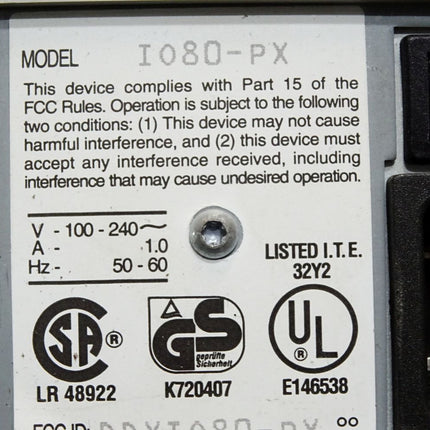 MODEL IO80-PX
This device complies with Part 15 of the
FCC Rules. Operation is subject to the following
two conditions: (1) This device may not cause
harmful interference, and (2) this device must
accept any interference received, including
interference that may cause undesired operation.
V - 100 - 240~
A - 1.0
Hz - 50 - 60
LISTED I.T.E.
32Y2
SA ®
GS
geprüfte
Sicherheit
UL ®
LR 48922
K720407
E146538
FCC ID: